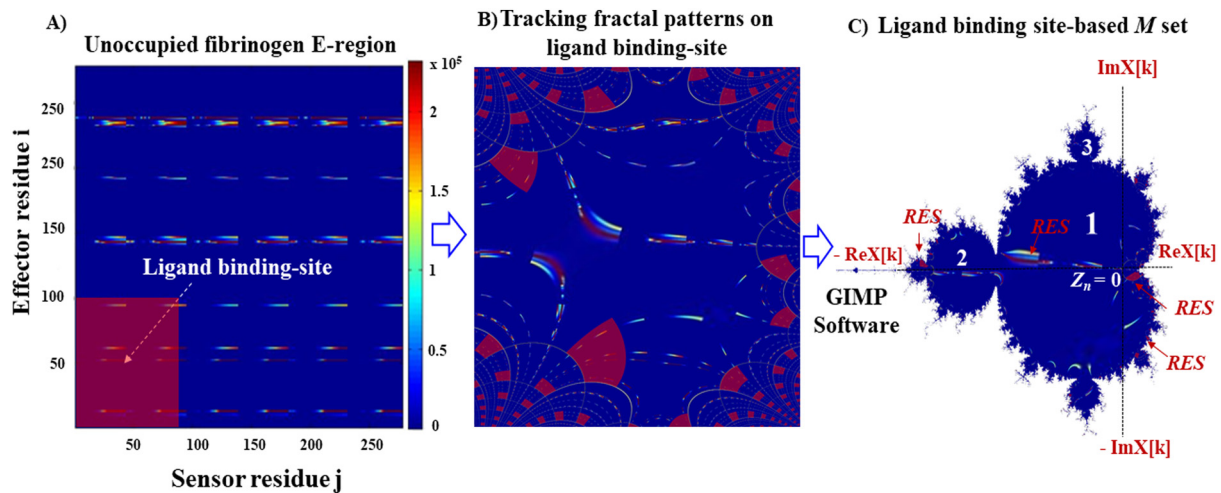 A)
Unoccupied fibrinogen E-region
x 10⁵
250
250
150
100
50
2
1.5
1
0.5
0
Effector residue i
Ligand binding-site
50
100
150
200
250
Sensor residue j
B) Tracking fractal patterns on
ligand binding-site
C) Ligand binding site-based M set
ImX[k]
3
1
RES
RES
2
- ReX[k]
ReX[k]
Zn = 0
GIMP
Software
RES
RES
- ImX[k]